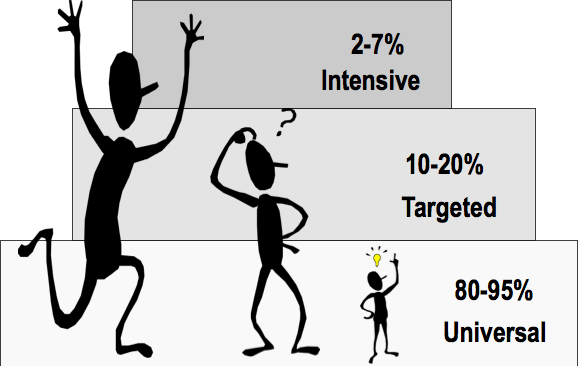 2-7%
Intensive
?
10-20%
Targeted
80-95%
Universal